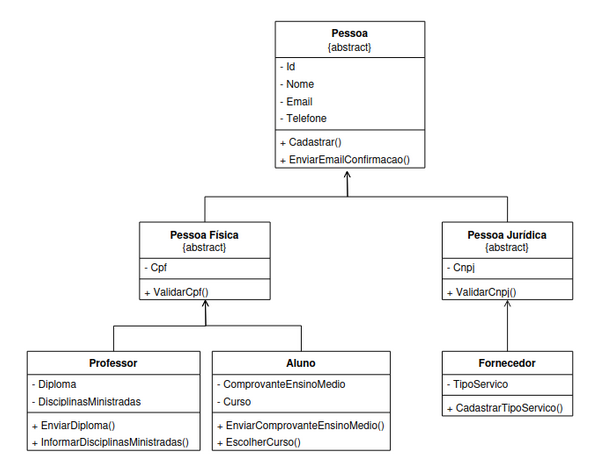 Pessoa
{abstract}
- Id
- Nome
- Email
- Telefone
+ Cadastrar()
+ EnviarEmailConfirmacao()
Pessoa Física
{abstract}
- Cpf
+ ValidarCpf()
Pessoa Jurídica
{abstract}
- Cnpj
+ ValidarCnpj()
Professor
- Diploma
- DisciplinasMinistradas
+ EnviarDiploma()
+ InformarDisciplinasMinistradas()
Aluno
- ComprovanteEnsinoMedio
- Curso
+ EnviarComprovanteEnsinoMedio()
+ EscolherCurso()
Fornecedor
- TipoServico
+ CadastrarTipoServico()